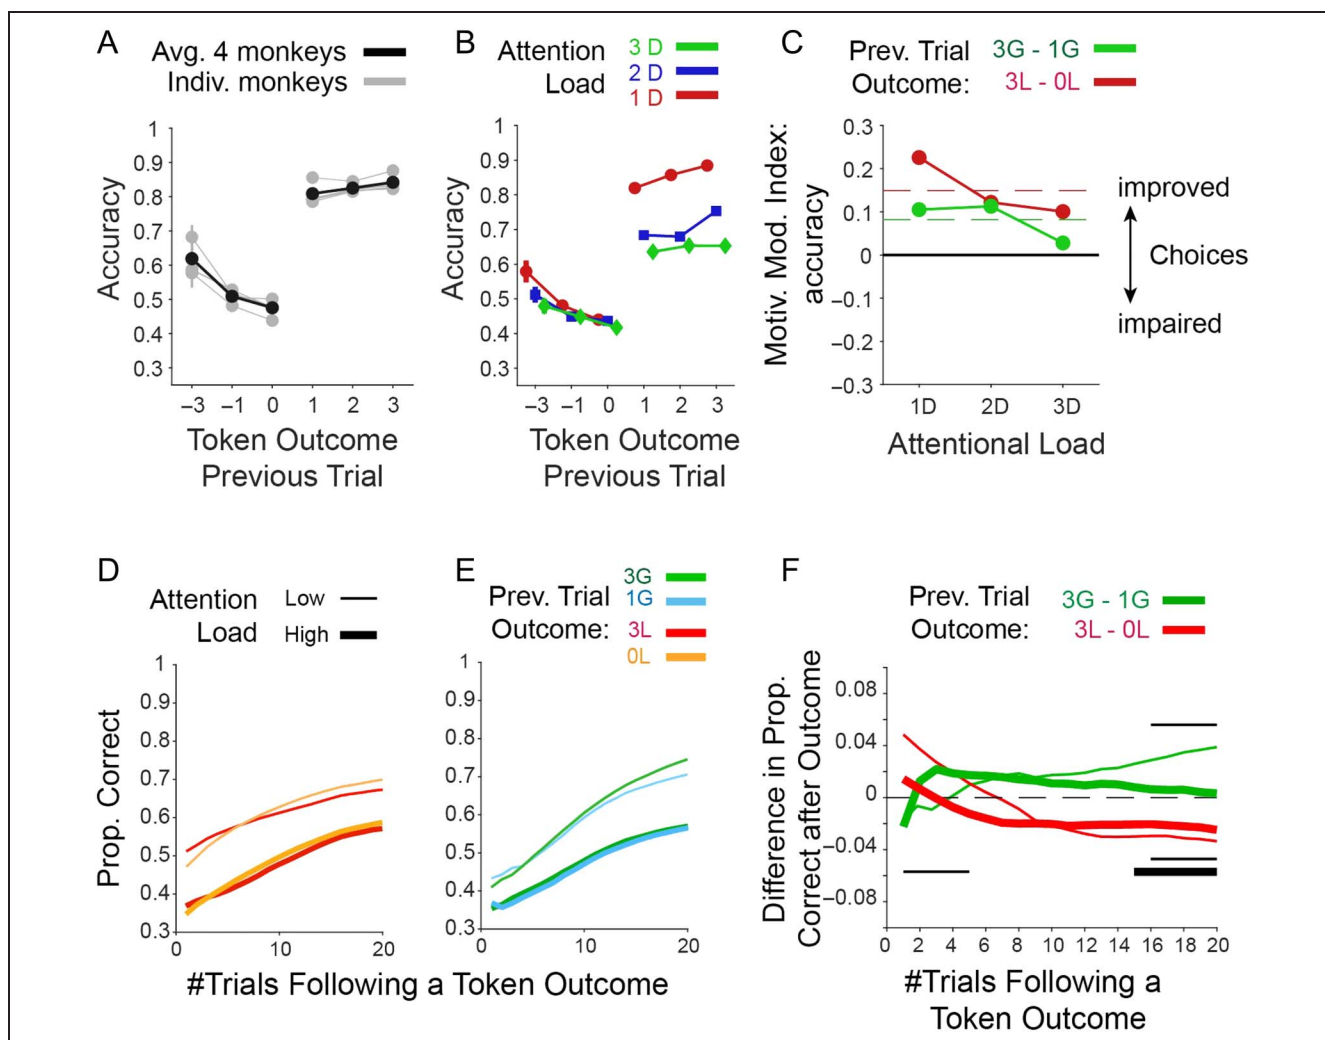 A
Avg. 4 monkeys
Indiv. monkeys
Accuracy
1
0.9
0.8
0.7
0.6
0.5
0.4
0.3
−3 −1 0 1 2 3
Token Outcome
Previous Trial
B
Attention
Load
3 D
2 D
1 D
Accuracy
1
0.9
0.8
0.7
0.6
0.5
0.4
0.3
−3 −1 0 1 2 3
Token Outcome
Previous Trial
C
Prev. Trial
Outcome:
3G - 1G
3L - 0L
Motiv. Mod. Index:
accuracy
0.3
0.2
0.1
0
−0.1
−0.2
−0.3
1D 2D 3D
Attentional Load
improved
Choices
impaired
D
Attention
Load
Low
High
Prop. Correct
1
0.9
0.8
0.7
0.6
0.5
0.4
0.3
0 10 20
E
Prev. Trial
Outcome:
3G
1G
3L
0L
1
0.9
0.8
0.7
0.6
0.5
0.4
0.3
0 10 20
#Trials Following a Token Outcome
F
Prev. Trial
Outcome:
3G - 1G
3L - 0L
Difference in Prop.
Correct after Outcome
0.08
0.04
0
−0.04
−0.08
0 2 4 6 8 10 12 14 16 18 20
#Trials Following a
Token Outcome